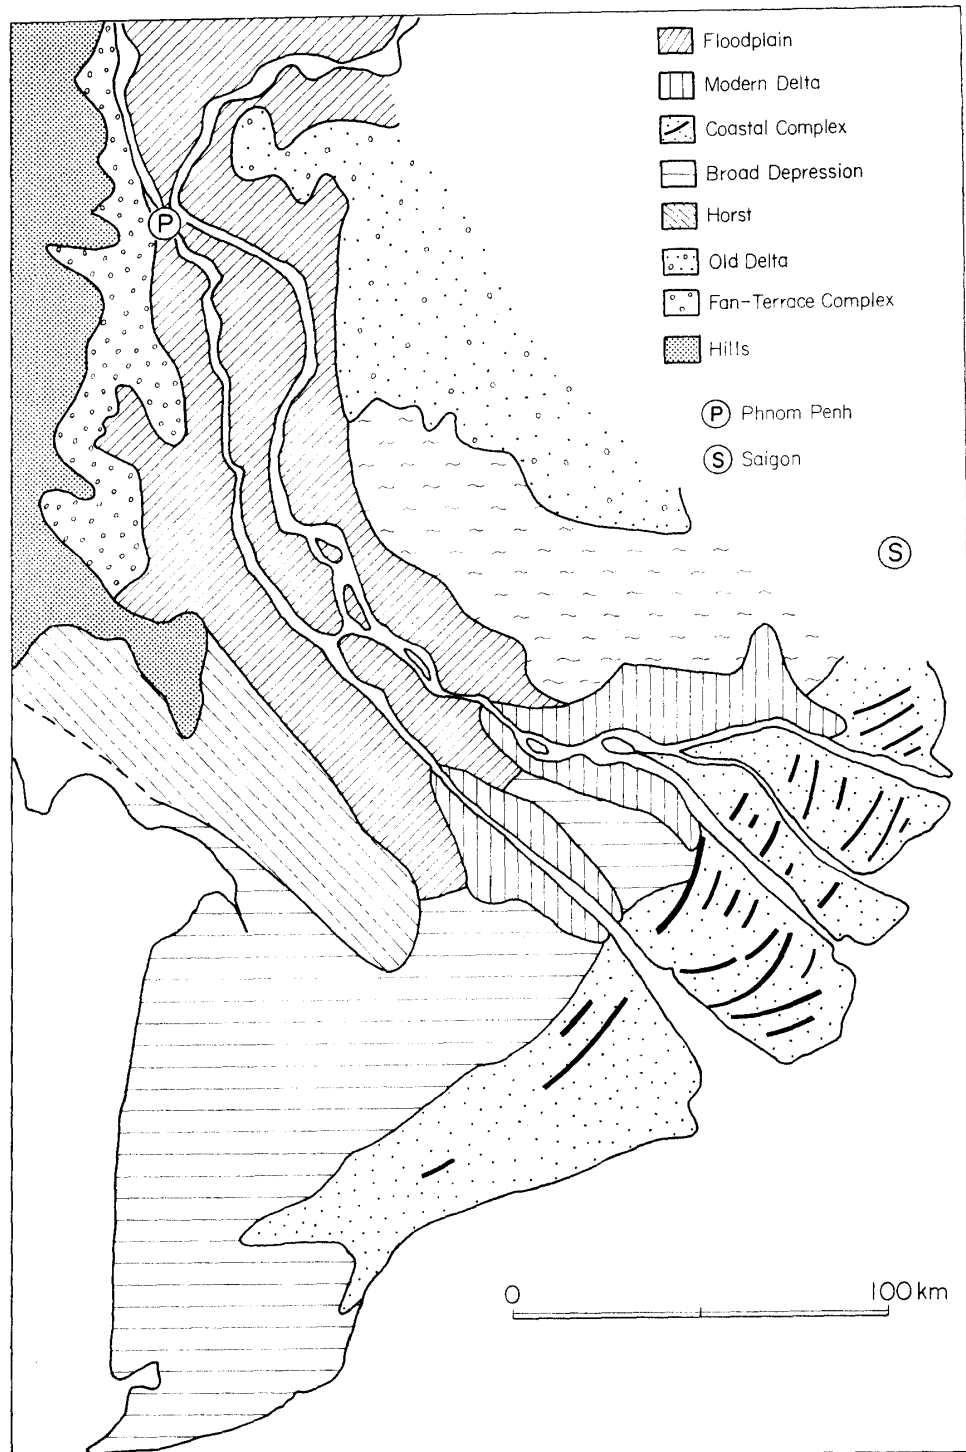 Floodplain
Modern Delta
Coastal Complex
Broad Depression
Horst
Old Delta
Fan-Terrace Complex
Hills
P Phnom Penh
S Saigon
P
S
0 100 km